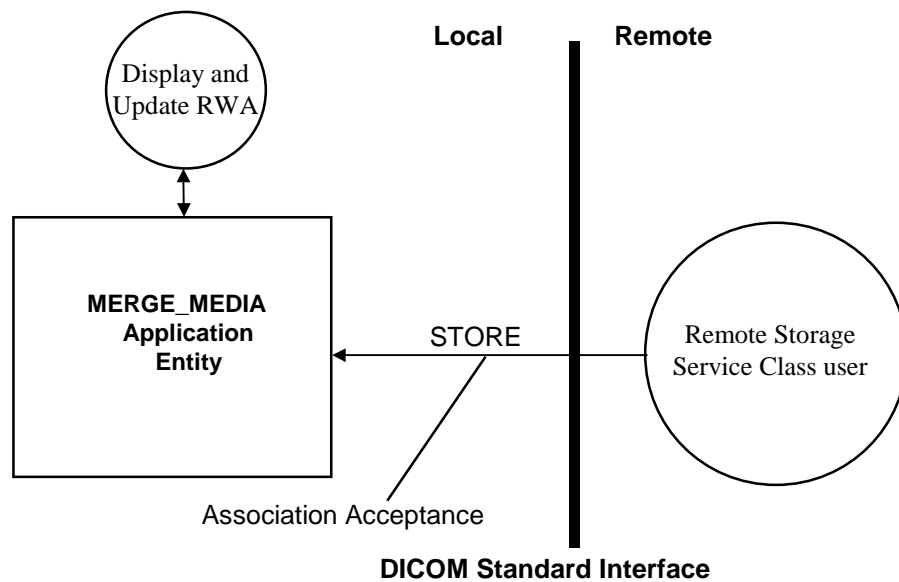 Local
Remote
Display and
Update RWA
MERGE_MEDIA
Application
Entity
STORE
Remote Storage
Service Class user
Association Acceptance
DICOM Standard Interface